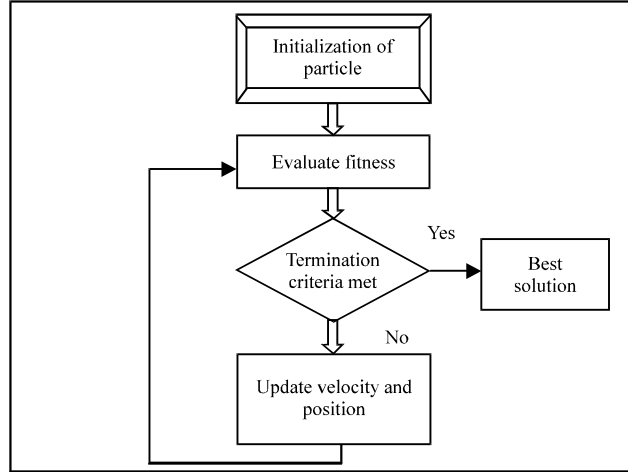 Initialization of
particle
Evaluate fitness
Termination
criteria met
Yes
Best
solution
No
Update velocity and
position